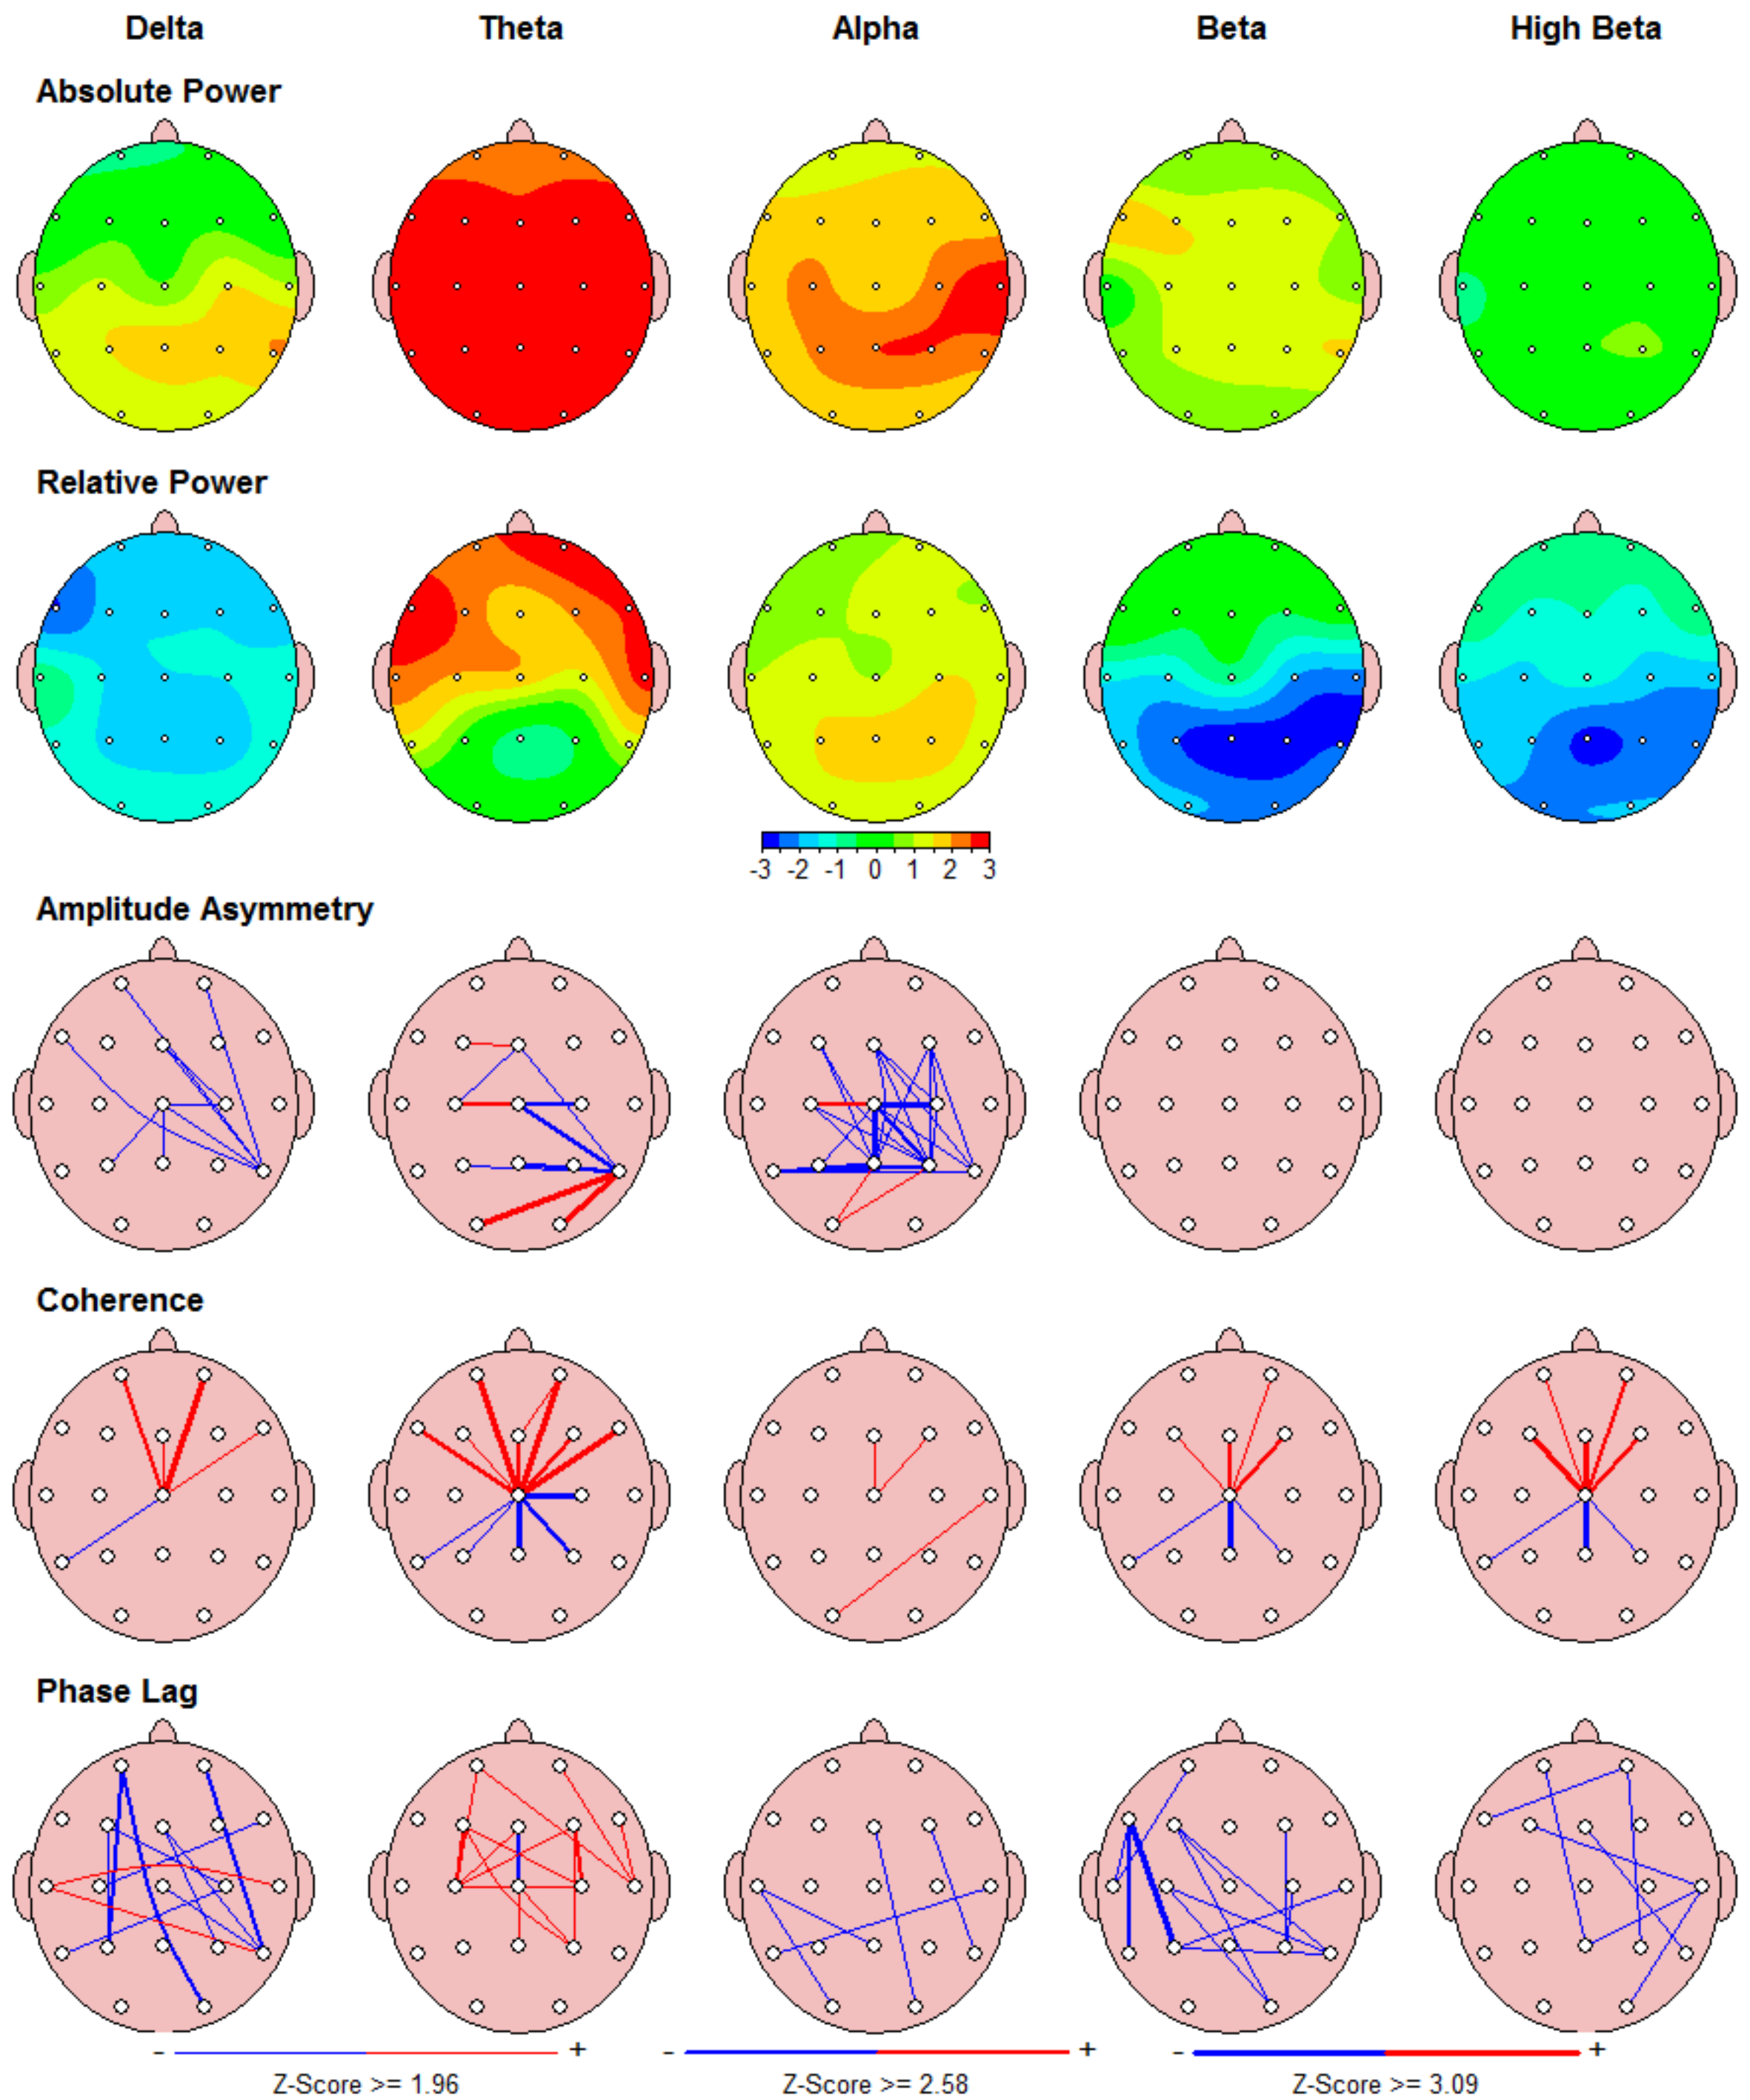 Delta Theta Alpha Beta High Beta
Absolute Power
Relative Power
-3 -2 -1 0 1 2 3
Amplitude Asymmetry
Coherence
Phase Lag
- + - + - +
Z-Score >= 1.96 Z-Score >= 2.58 Z-Score >= 3.09